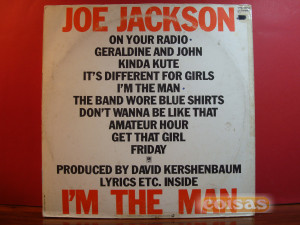 JOE JACKSON
ON YOUR RADIO •
GERALDINE AND JOHN
KINDA KUTE
IT'S DIFFERENT FOR GIRLS
I'M THE MAN •
THE BAND WORE BLUE SHIRTS
DON'T WANNA BE LIKE THAT
AMATEUR HOUR
GET THAT GIRL
FRIDAY
PRODUCED BY DAVID KERSHENBAUM
LYRICS ETC. INSIDE
I'M THE MAN
coisas